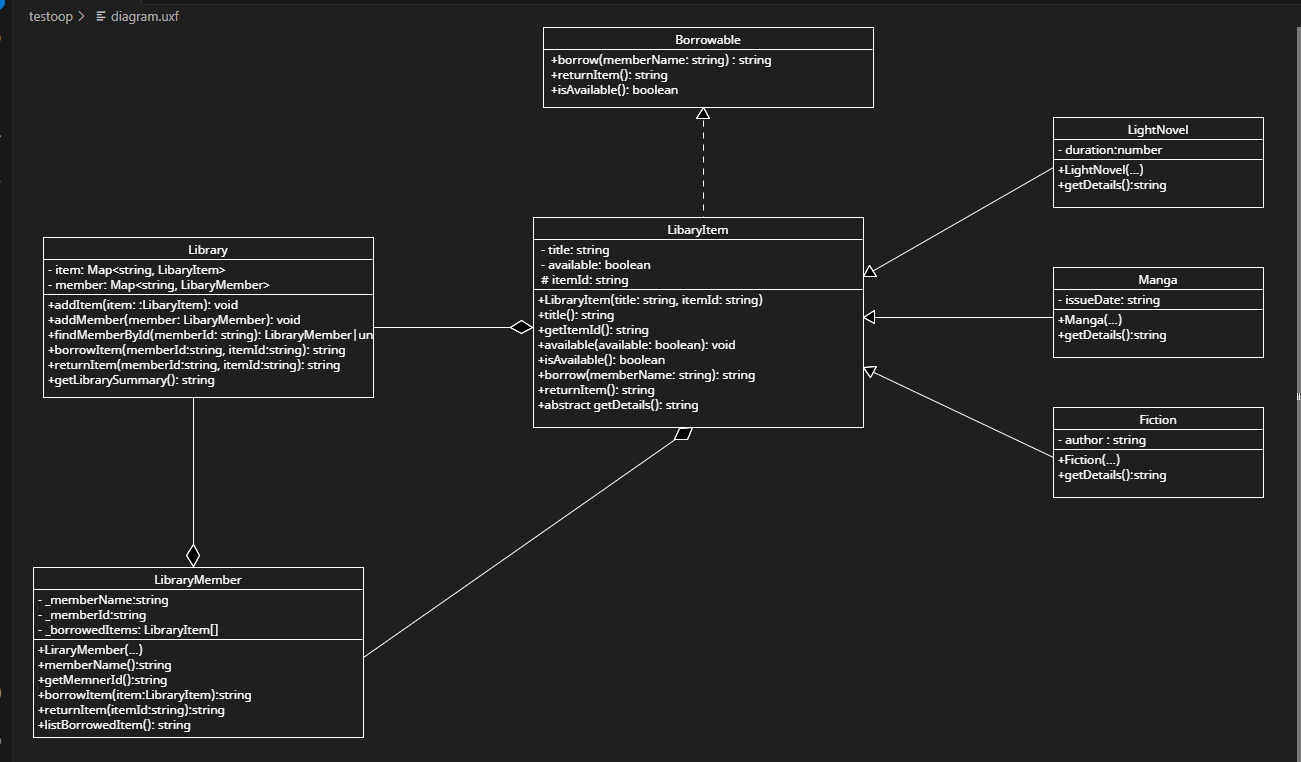 testoop > diagram.uxf
Borrowable
+borrow(memberName: string) : string
+returnItem(): string
+isAvailable(): boolean
LightNovel
- duration:number
+LightNovel(...)
+getDetails():string
LibaryItem
- title: string
- available: boolean
# itemId: string
+LibraryItem(title: string, itemId: string)
+title(): string
+getItemId(): string
+available(available: boolean): void
+isAvailable(): boolean
+borrow(memberName: string): string
+returnItem(): string
+abstract getDetails(): string
Library
- item: Map<string, LibaryItem>
- member: Map<string, LibaryMember>
+addItem(item: :LibaryItem): void
+addMember(member: LibaryMember): void
+findMemberById(memberId: string): LibraryMember|un
+borrowItem(memberId:string, itemId:string): string
+returnItem(memberId:string, itemId:string): string
+getLibrarySummary(): string
Manga
- issueDate: string
+Manga(...)
+getDetails():string
Fiction
- author : string
+Fiction(...)
+getDetails():string
LibraryMember
- _memberName:string
- _memberId:string
- _borrowedItems: LibraryItem[]
+LiraryMember(...)
+memberName():string
+getMemnerId():string
+borrowItem(item:LibraryItem):string
+returnItem(itemId:string):string
+listBorrowedItem(): string